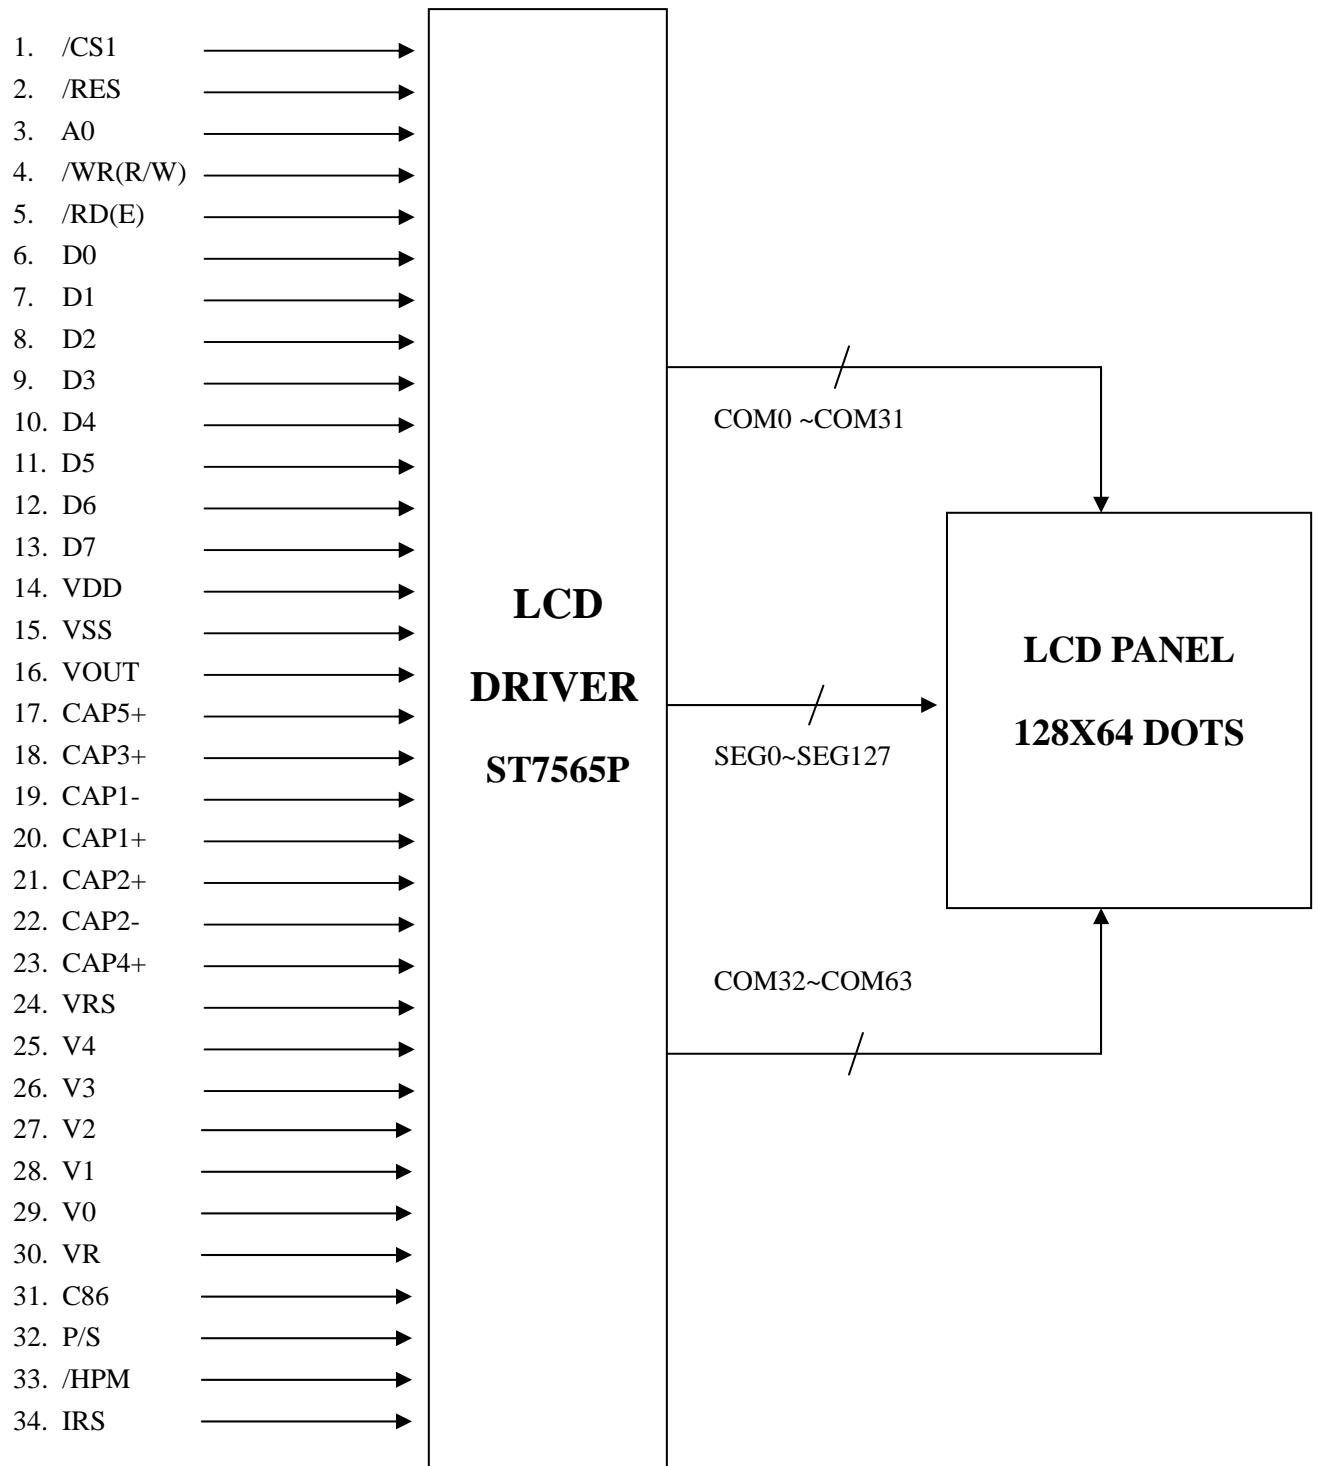 1. /CS1
2. /RES
3. A0
4. /WR(R/W)
5. /RD(E)
6. D0
7. D1
8. D2
9. D3
10. D4
11. D5
12. D6
13. D7
14. VDD
15. VSS
16. VOUT
17. CAP5+
18. CAP3+
19. CAP1-
20. CAP1+
21. CAP2+
22. CAP2-
23. CAP4+
24. VRS
25. V4
26. V3
27. V2
28. V1
29. V0
30. VR
31. C86
32. P/S
33. /HPM
34. IRS
LCD
DRIVER
ST7565P
COM0 ~COM31
SEG0~SEG127
COM32~COM63
LCD PANEL
128X64 DOTS